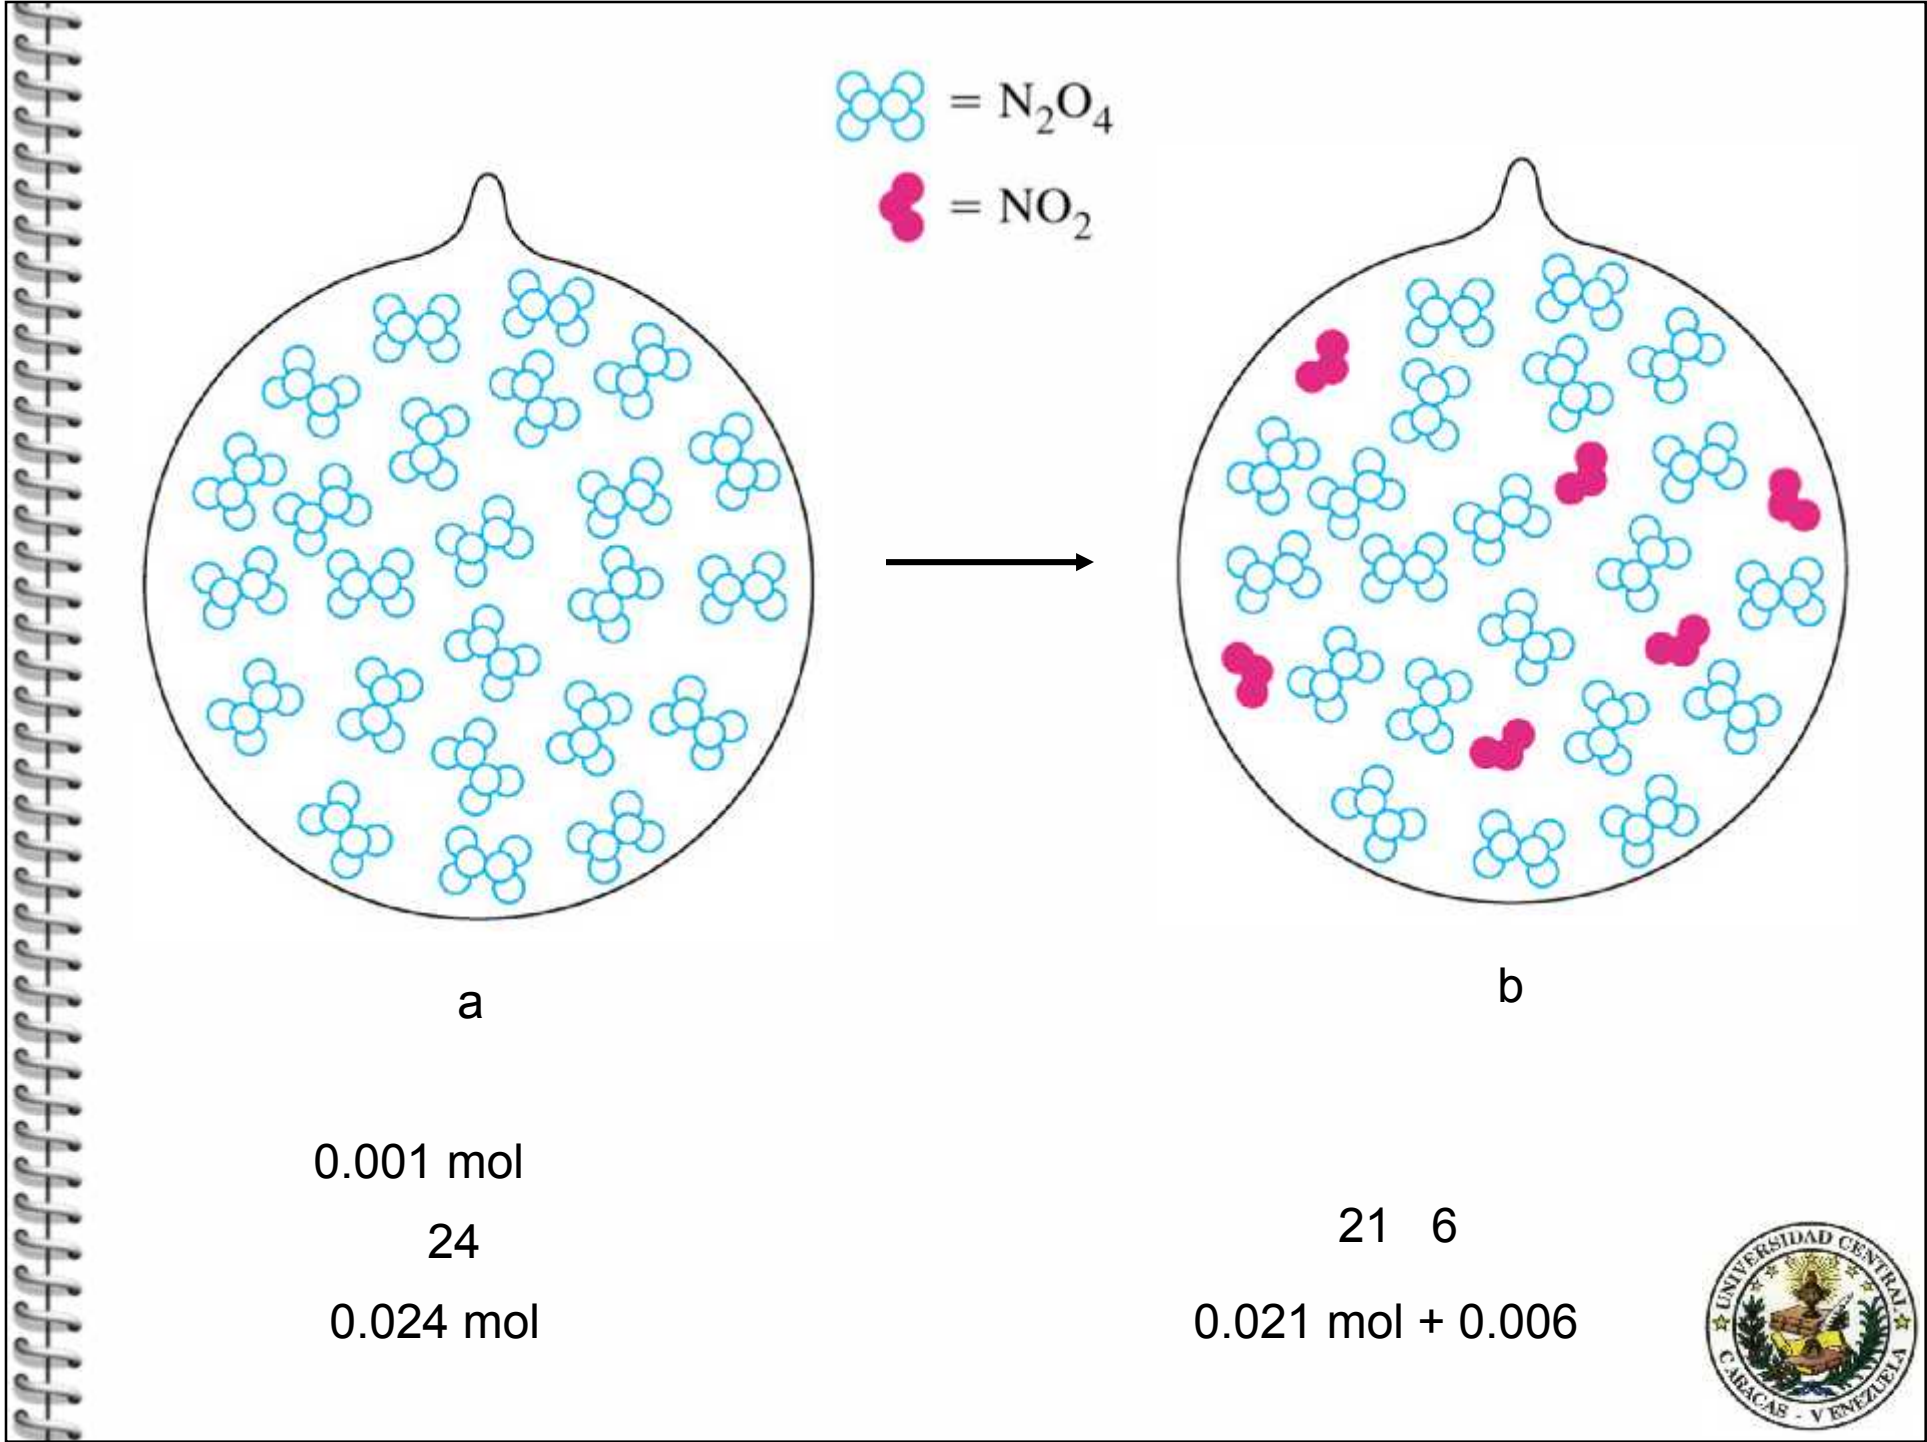 = N₂O₄
= NO₂
a
b
0.001 mol
24
0.024 mol
21 6
0.021 mol + 0.006
UNIVERSIDAD CENTRAL
CARACAS - VENEZUELA